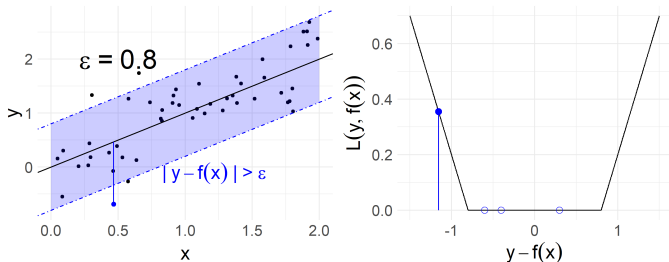 ε = 0.8
2
1
0
y
| y − f(x) | > ε
0.0 0.5 1.0 1.5 2.0
x
0.6
0.4
0.2
0.0
L(y, f(x))
-1 0 1
y − f(x)